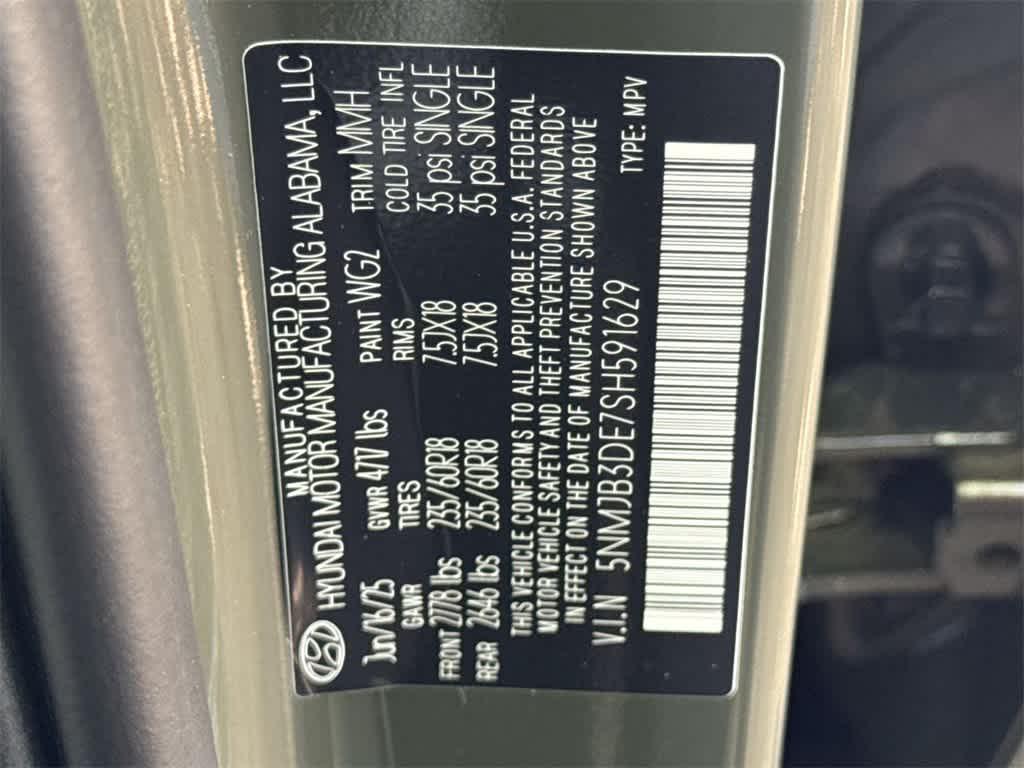 MANUFACTURED BY
HYUNDAI MOTOR MANUFACTURING ALABAMA, LLC
Jun/16/25 GVWR 4717 lbs PAINT WG2 TRIM MMH
GAWR TIRES RIMS COLD TIRE INFL
FRONT 2778 lbs 235/60R18 7.5JX18 35 psi SINGLE
REAR 2646 lbs 235/60R18 7.5JX18 35 psi SINGLE
THIS VEHICLE CONFORMS TO ALL APPLICABLE U.S.A. FEDERAL
MOTOR VEHICLE SAFETY AND THEFT PREVENTION STANDARDS
IN EFFECT ON THE DATE OF MANUFACTURE SHOWN ABOVE
V.I.N 5NMJB3DE7SH591629 TYPE: MPV